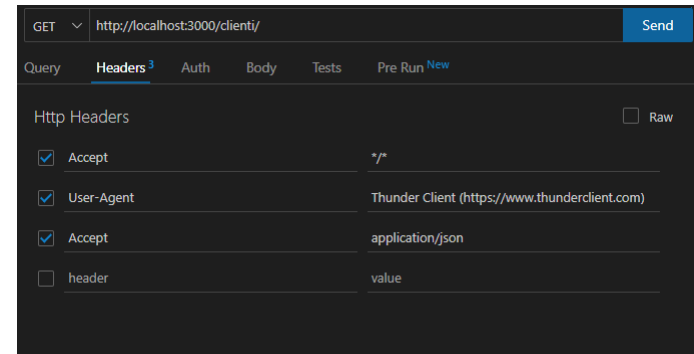 GET http://localhost:3000/clienti/ Send
Query Headers 3 Auth Body Tests Pre Run New
Http Headers Raw
Accept */*
User-Agent Thunder Client (https://www.thunderclient.com)
Accept application/json
header value